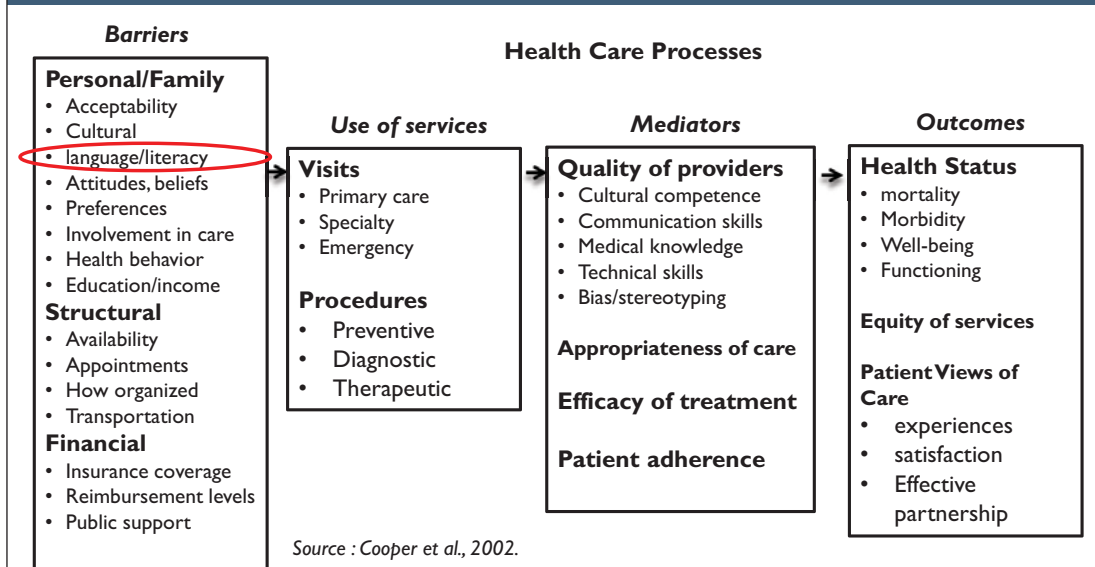 Barriers
Health Care Processes
Personal/Family
• Acceptability
• Cultural
• language/literacy
• Attitudes, beliefs
• Preferences
• Involvement in care
• Health behavior
• Education/income
Structural
• Availability
• Appointments
• How organized
• Transportation
Financial
• Insurance coverage
• Reimbursement levels
• Public support
Use of services
Visits
• Primary care
• Specialty
• Emergency
Procedures
• Preventive
• Diagnostic
• Therapeutic
Mediators
Quality of providers
• Cultural competence
• Communication skills
• Medical knowledge
• Technical skills
• Bias/stereotyping
Appropriateness of care
Efficacy of treatment
Patient adherence
Outcomes
Health Status
• mortality
• Morbidity
• Well-being
• Functioning
Equity of services
Patient Views of
Care
• experiences
• satisfaction
• Effective
partnership
Source : Cooper et al., 2002.